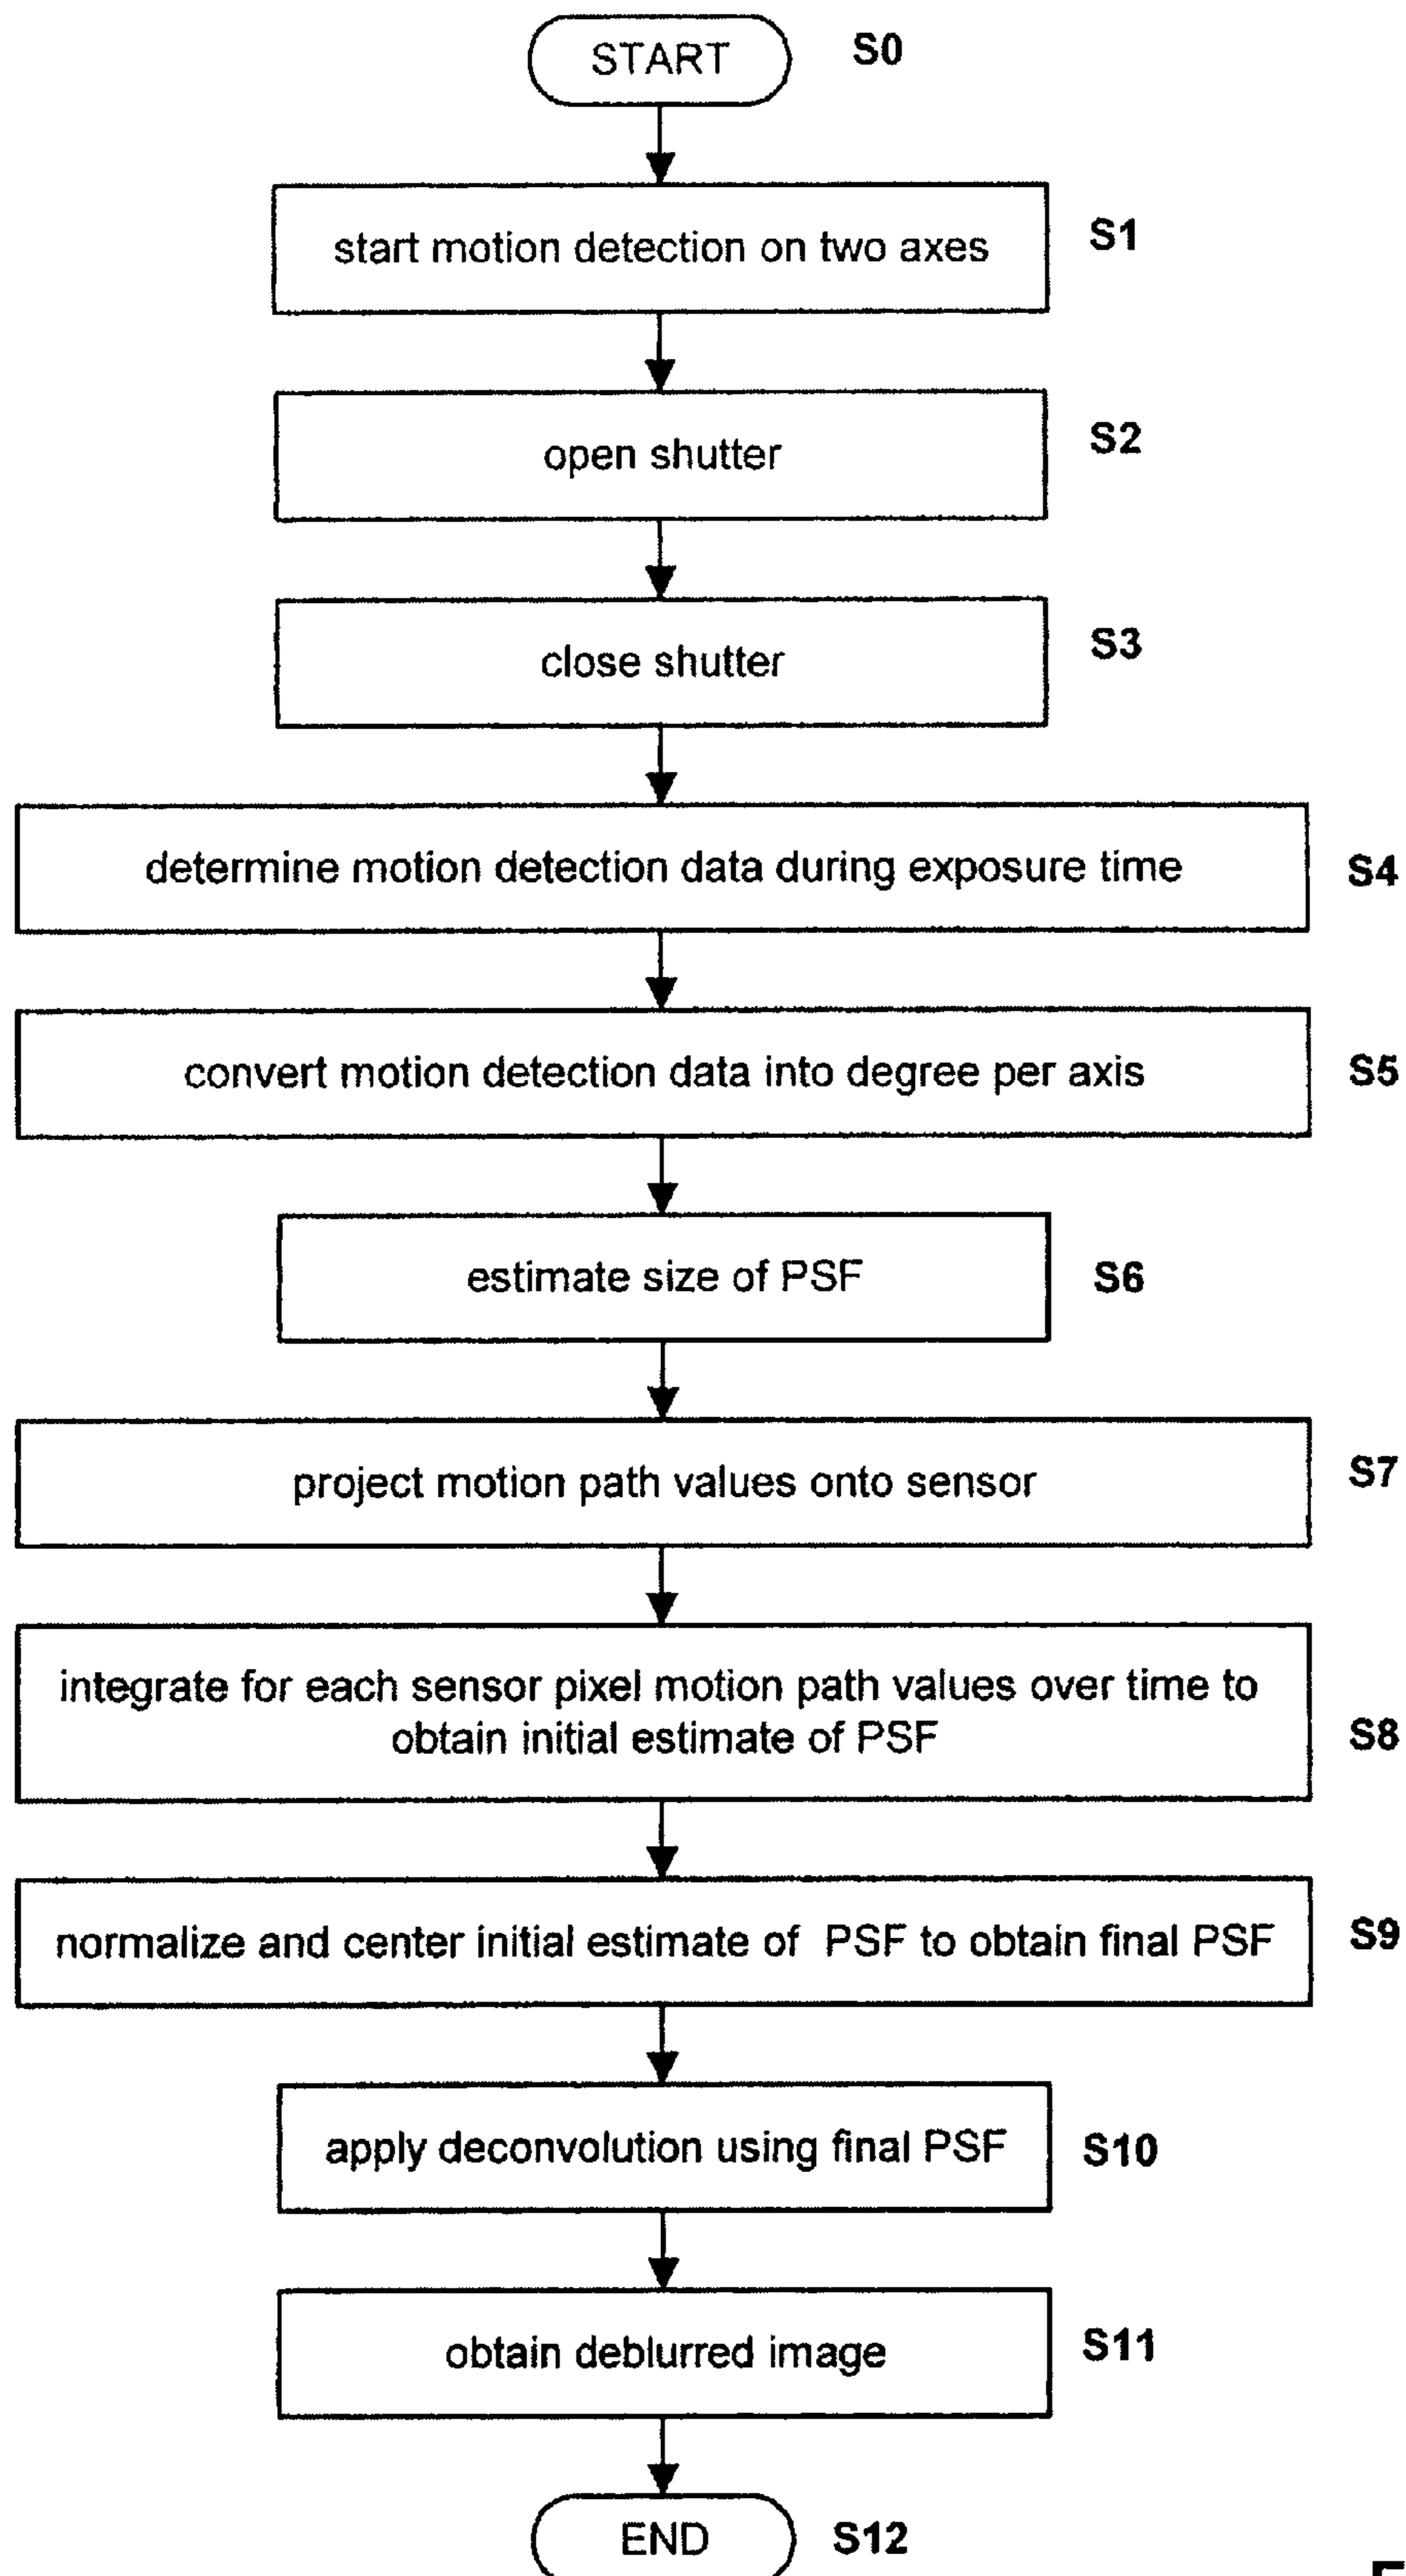 START S0
start motion detection on two axes S1
open shutter S2
close shutter S3
determine motion detection data during exposure time S4
convert motion detection data into degree per axis S5
estimate size of PSF S6
project motion path values onto sensor S7
integrate for each sensor pixel motion path values over time to
obtain initial estimate of PSF S8
normalize and center initial estimate of PSF to obtain final PSF S9
apply deconvolution using final PSF S10
obtain deblurred image S11
END S12